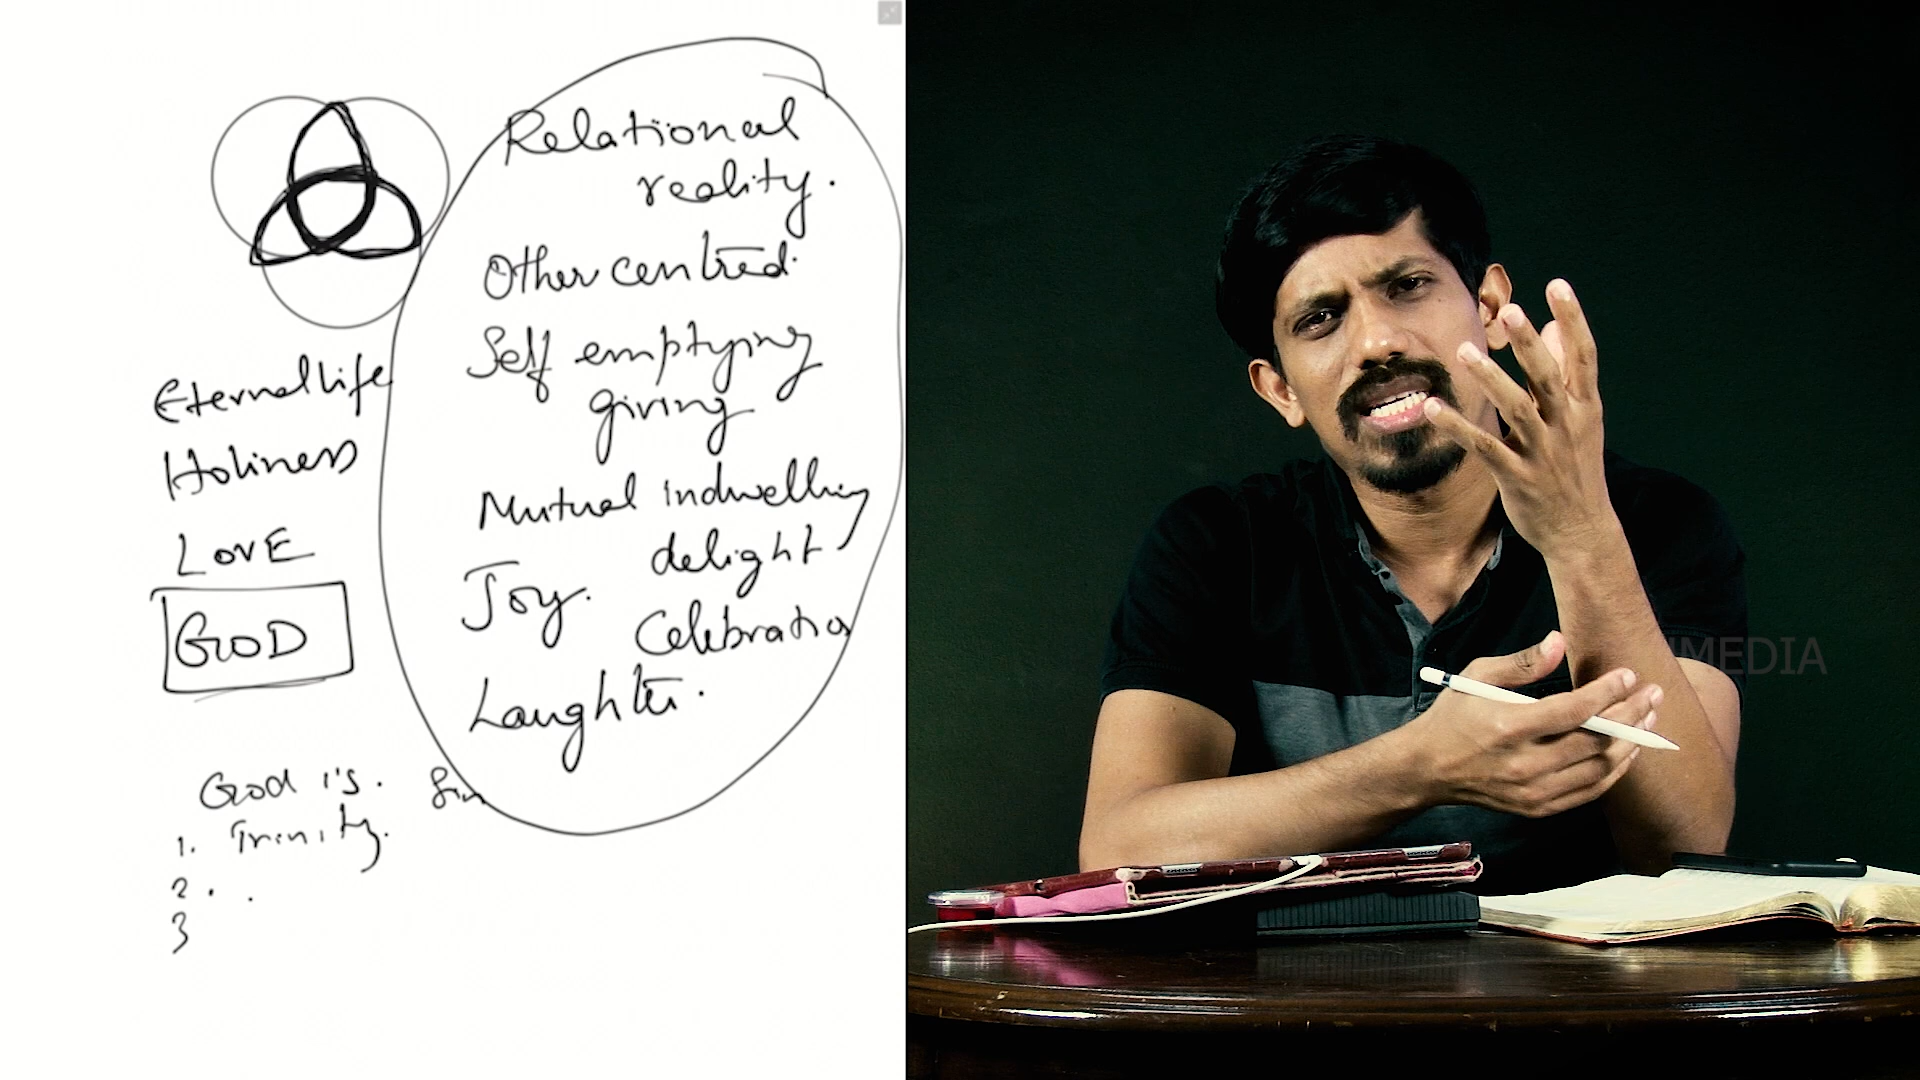 Relational
reality.
Other centred.
Self emptying
giving
Mutual indwelling
delight
Joy.
Celebration
Laughter.
Eternal Life
Holiness
LOVE
GOD
God is.
Sin
1. Trinity.
2. .
3
MEDIA